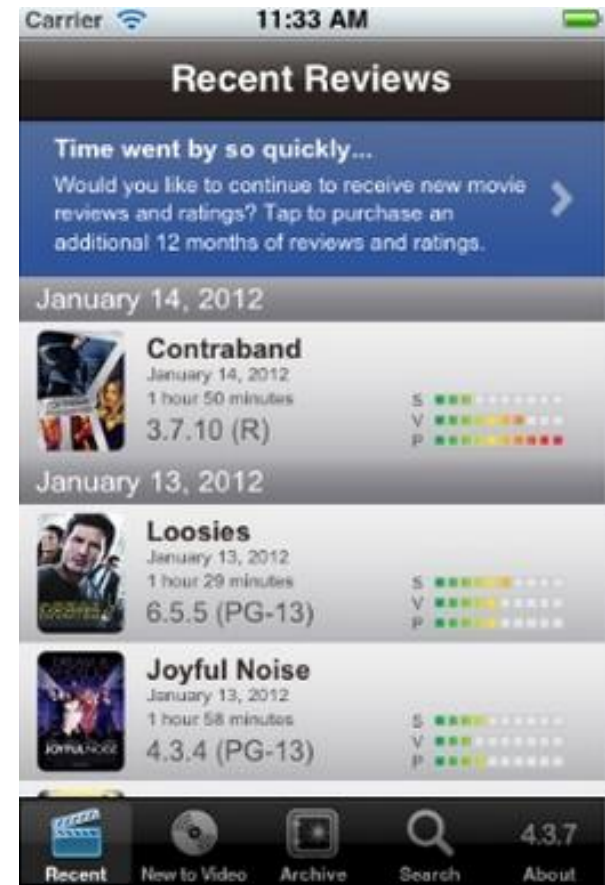 Carrier 11:33 AM
Recent Reviews
Time went by so quickly...
Would you like to continue to receive new movie
reviews and ratings? Tap to purchase an
additional 12 months of reviews and ratings.
January 14, 2012
Contraband
January 14, 2012
1 hour 50 minutes
3.7.10 (R)
S
V
P
January 13, 2012
Loosies
January 13, 2012
1 hour 29 minutes
6.5.5 (PG-13)
S
V
P
Joyful Noise
January 13, 2012
1 hour 58 minutes
4.3.4 (PG-13)
S
V
P
JOYFUL NOISE
4.3.7
Recent New to Video Archive Search About